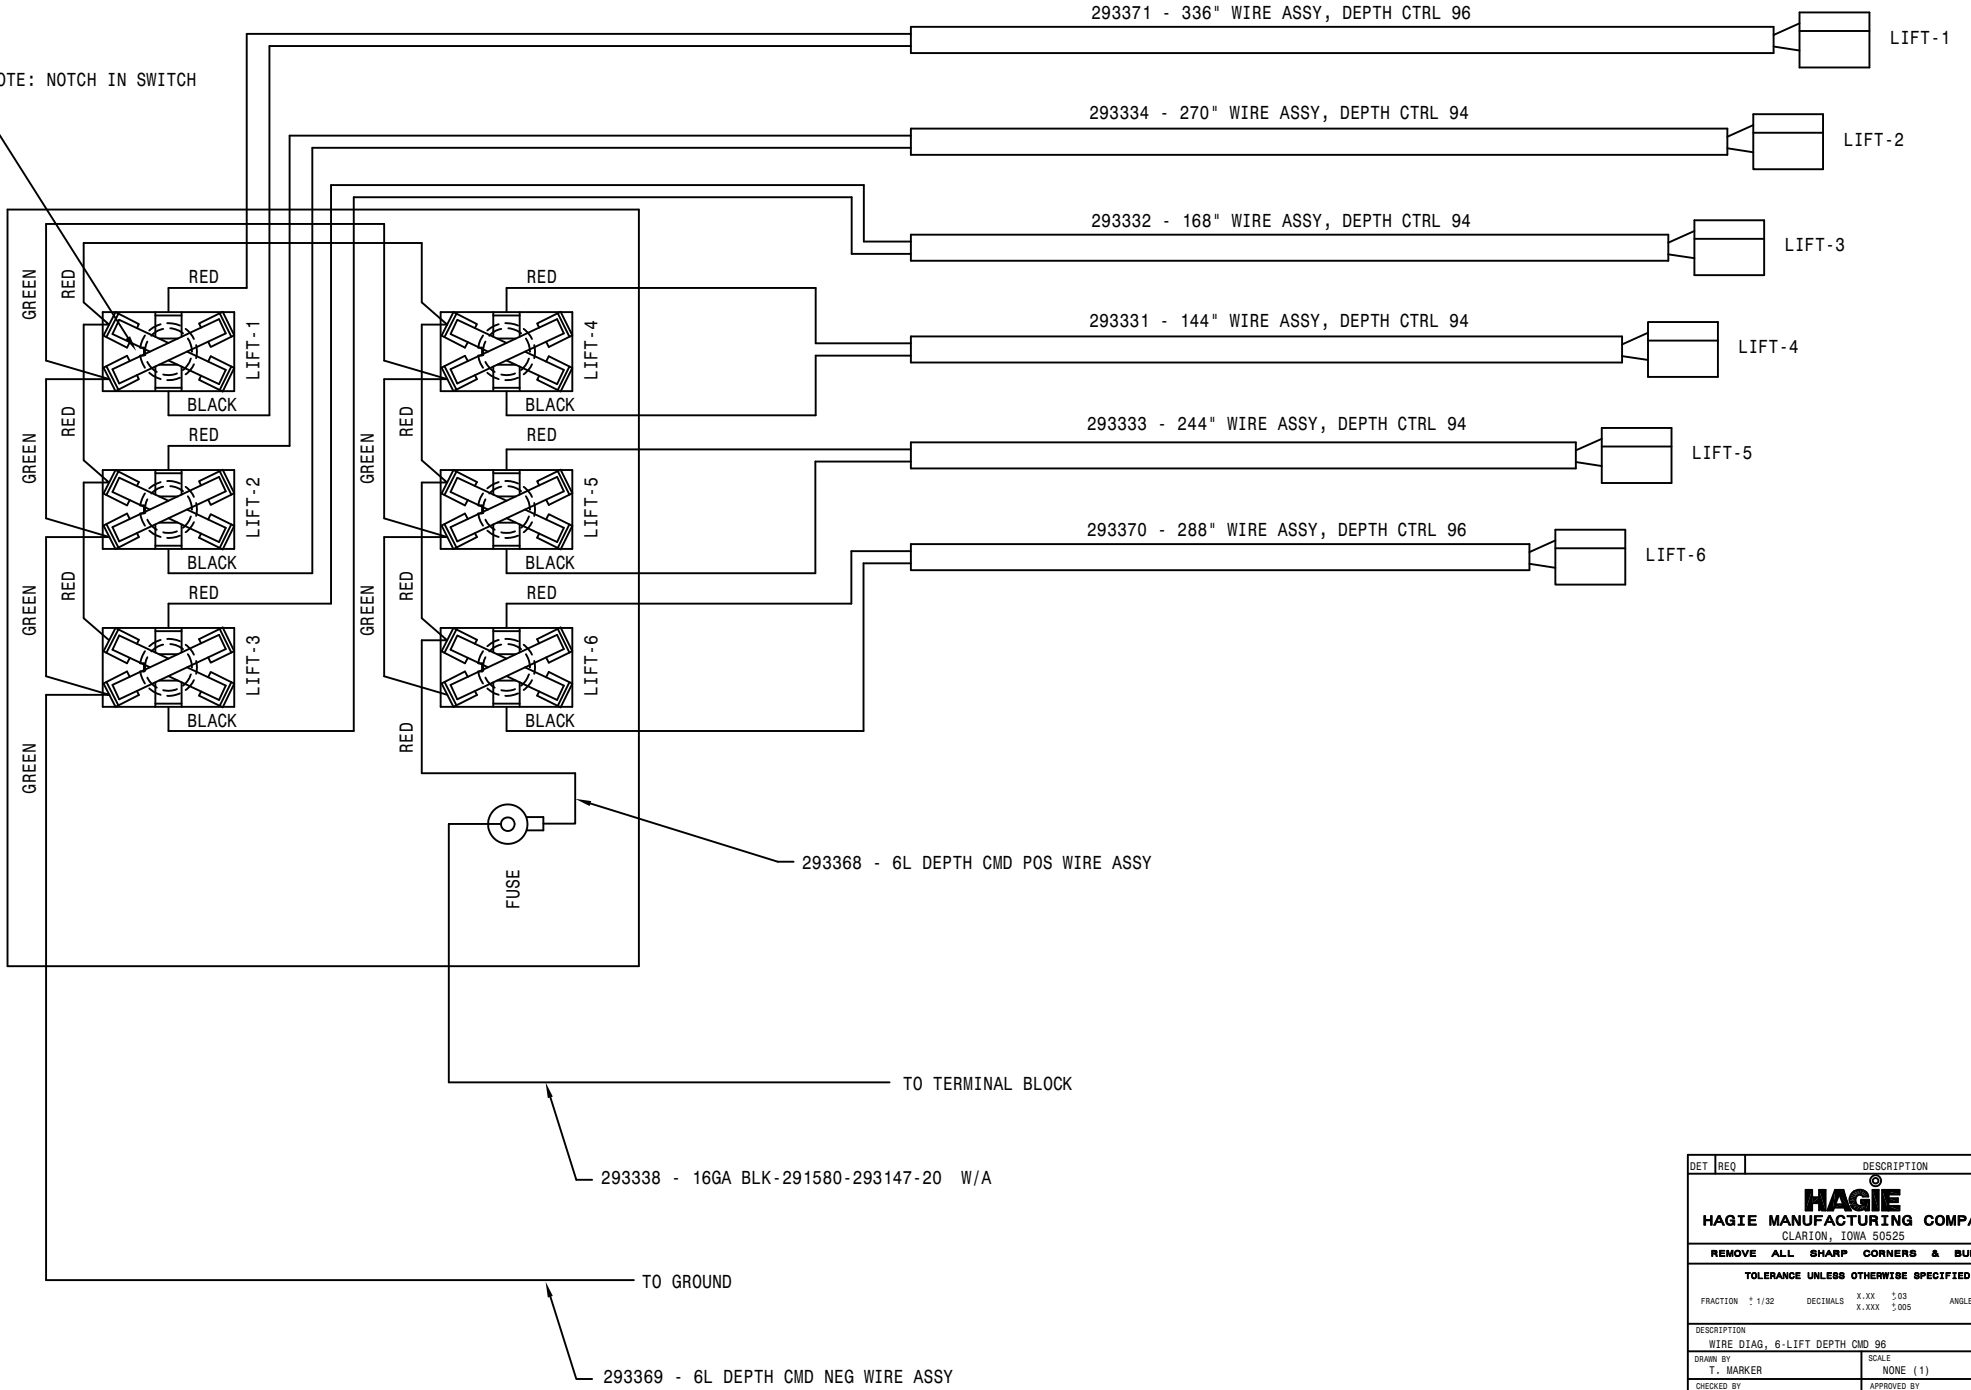 293371 - 336" WIRE ASSY, DEPTH CTRL 96
LIFT-1
OTE: NOTCH IN SWITCH
293334 - 270" WIRE ASSY, DEPTH CTRL 94
LIFT-2
293332 - 168" WIRE ASSY, DEPTH CTRL 94
LIFT-3
GREEN
RED
RED
LIFT-1
BLACK
RED
LIFT-4
BLACK
293331 - 144" WIRE ASSY, DEPTH CTRL 94
LIFT-4
293333 - 244" WIRE ASSY, DEPTH CTRL 94
LIFT-5
GREEN
RED
RED
LIFT-2
BLACK
GREEN
RED
RED
LIFT-5
BLACK
293370 - 288" WIRE ASSY, DEPTH CTRL 96
LIFT-6
GREEN
RED
RED
LIFT-3
BLACK
GREEN
RED
RED
LIFT-6
BLACK
GREEN
RED
FUSE
293368 - 6L DEPTH CMD POS WIRE ASSY
TO TERMINAL BLOCK
293338 - 16GA BLK-291580-293147-20 W/A
TO GROUND
293369 - 6L DEPTH CMD NEG WIRE ASSY
DET REQ DESCRIPTION
HAGIE
HAGIE MANUFACTURING COMPA
CLARION, IOWA 50525
REMOVE ALL SHARP CORNERS & BU
TOLERANCE UNLESS OTHERWISE SPECIFIED
FRACTION ± 1/32 DECIMALS X.XX ±.03 ANGLE
X.XXX ±.005
DESCRIPTION
WIRE DIAG, 6-LIFT DEPTH CMD 96
DRAWN BY SCALE
T. MARKER NONE (1)
CHECKED BY APPROVED BY